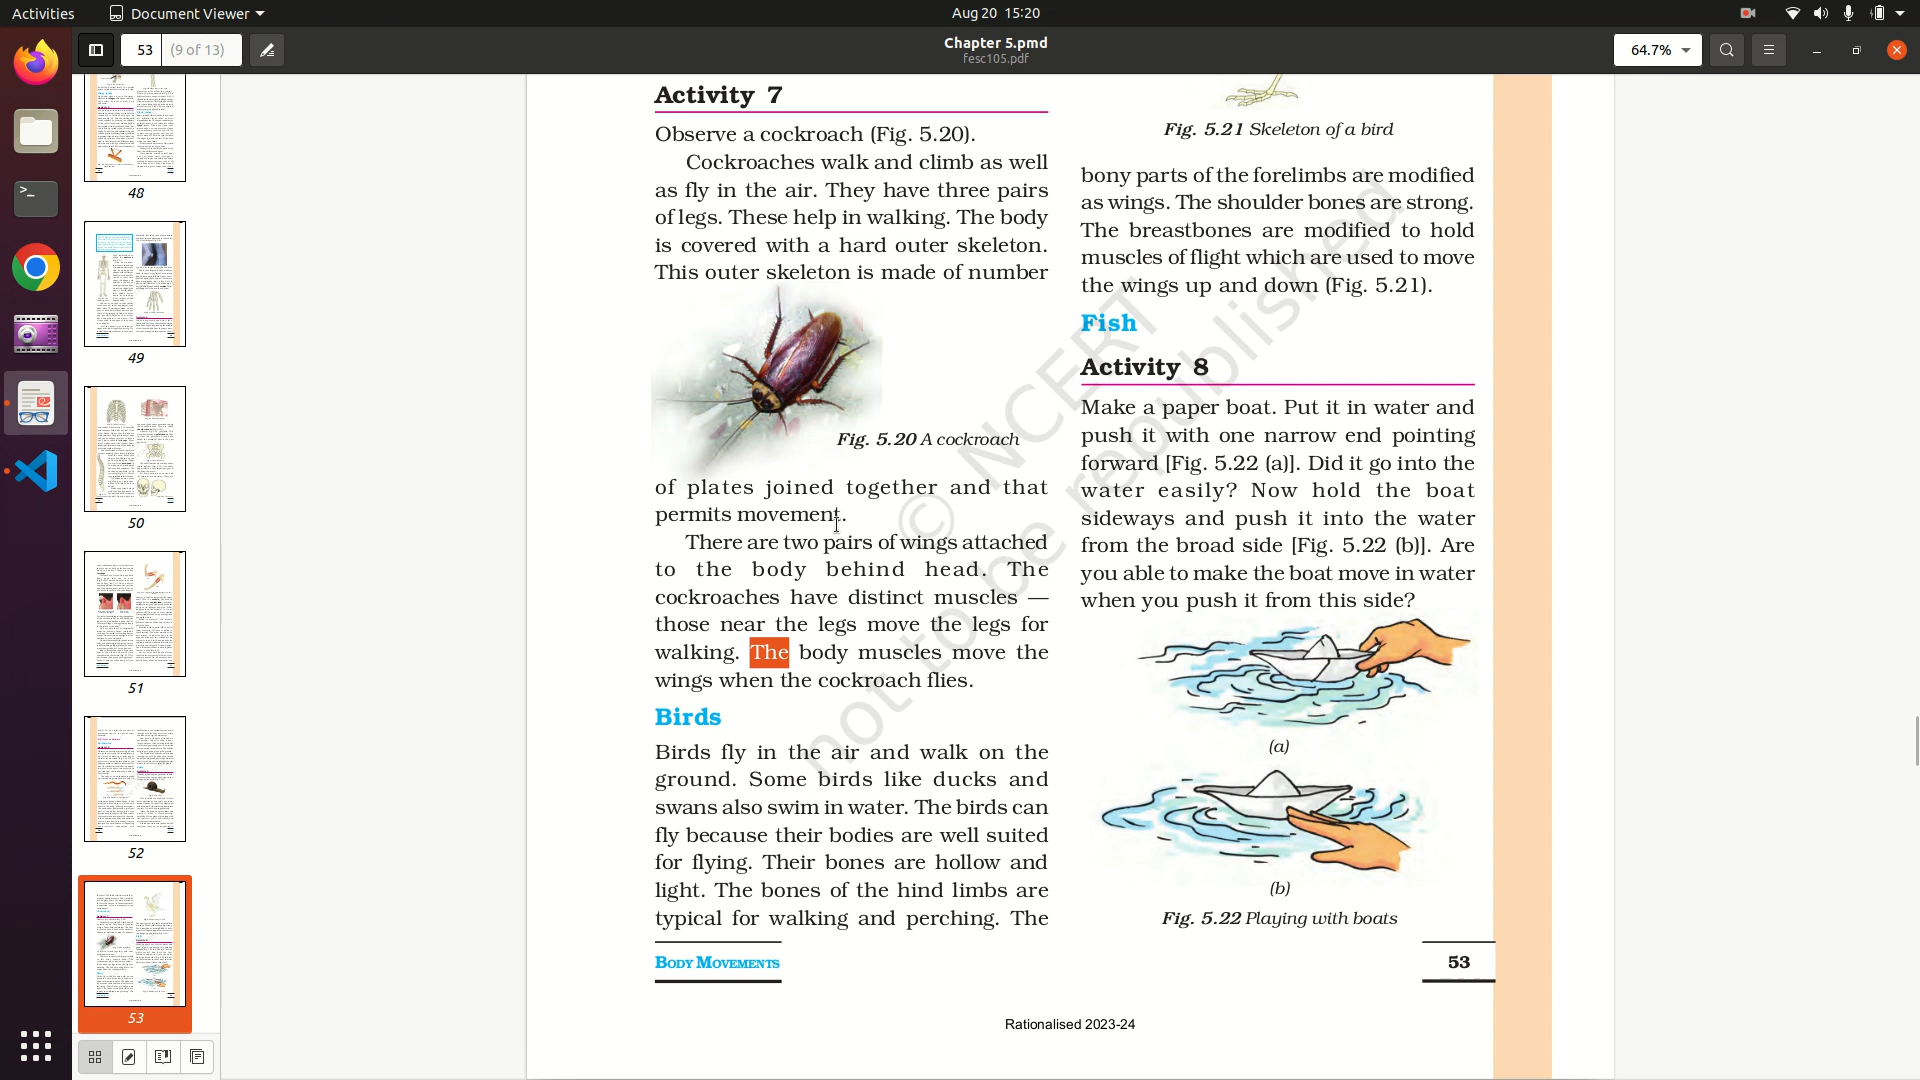 Activities
Document Viewer
Aug 20 15:20
53 (9 of 13)
Chapter 5.pmd
fesc105.pdf
64.7%
48
49
50
51
52
53
Activity 7
Observe a cockroach (Fig. 5.20).
Cockroaches walk and climb as well
as fly in the air. They have three pairs
of legs. These help in walking. The body
is covered with a hard outer skeleton.
This outer skeleton is made of number
Fig. 5.20 A cockroach
of plates joined together and that
permits movement.
There are two pairs of wings attached
to the body behind head. The
cockroaches have distinct muscles —
those near the legs move the legs for
walking. The body muscles move the
wings when the cockroach flies.
Birds
Birds fly in the air and walk on the
ground. Some birds like ducks and
swans also swim in water. The birds can
fly because their bodies are well suited
for flying. Their bones are hollow and
light. The bones of the hind limbs are
typical for walking and perching. The
Fig. 5.21 Skeleton of a bird
bony parts of the forelimbs are modified
as wings. The shoulder bones are strong.
The breastbones are modified to hold
muscles of flight which are used to move
the wings up and down (Fig. 5.21).
Fish
Activity 8
Make a paper boat. Put it in water and
push it with one narrow end pointing
forward [Fig. 5.22 (a)]. Did it go into the
water easily? Now hold the boat
sideways and push it into the water
from the broad side [Fig. 5.22 (b)]. Are
you able to make the boat move in water
when you push it from this side?
(a)
(b)
Fig. 5.22 Playing with boats
BODY MOVEMENTS
53
Rationalised 2023-24
© NCERT
not to be republished